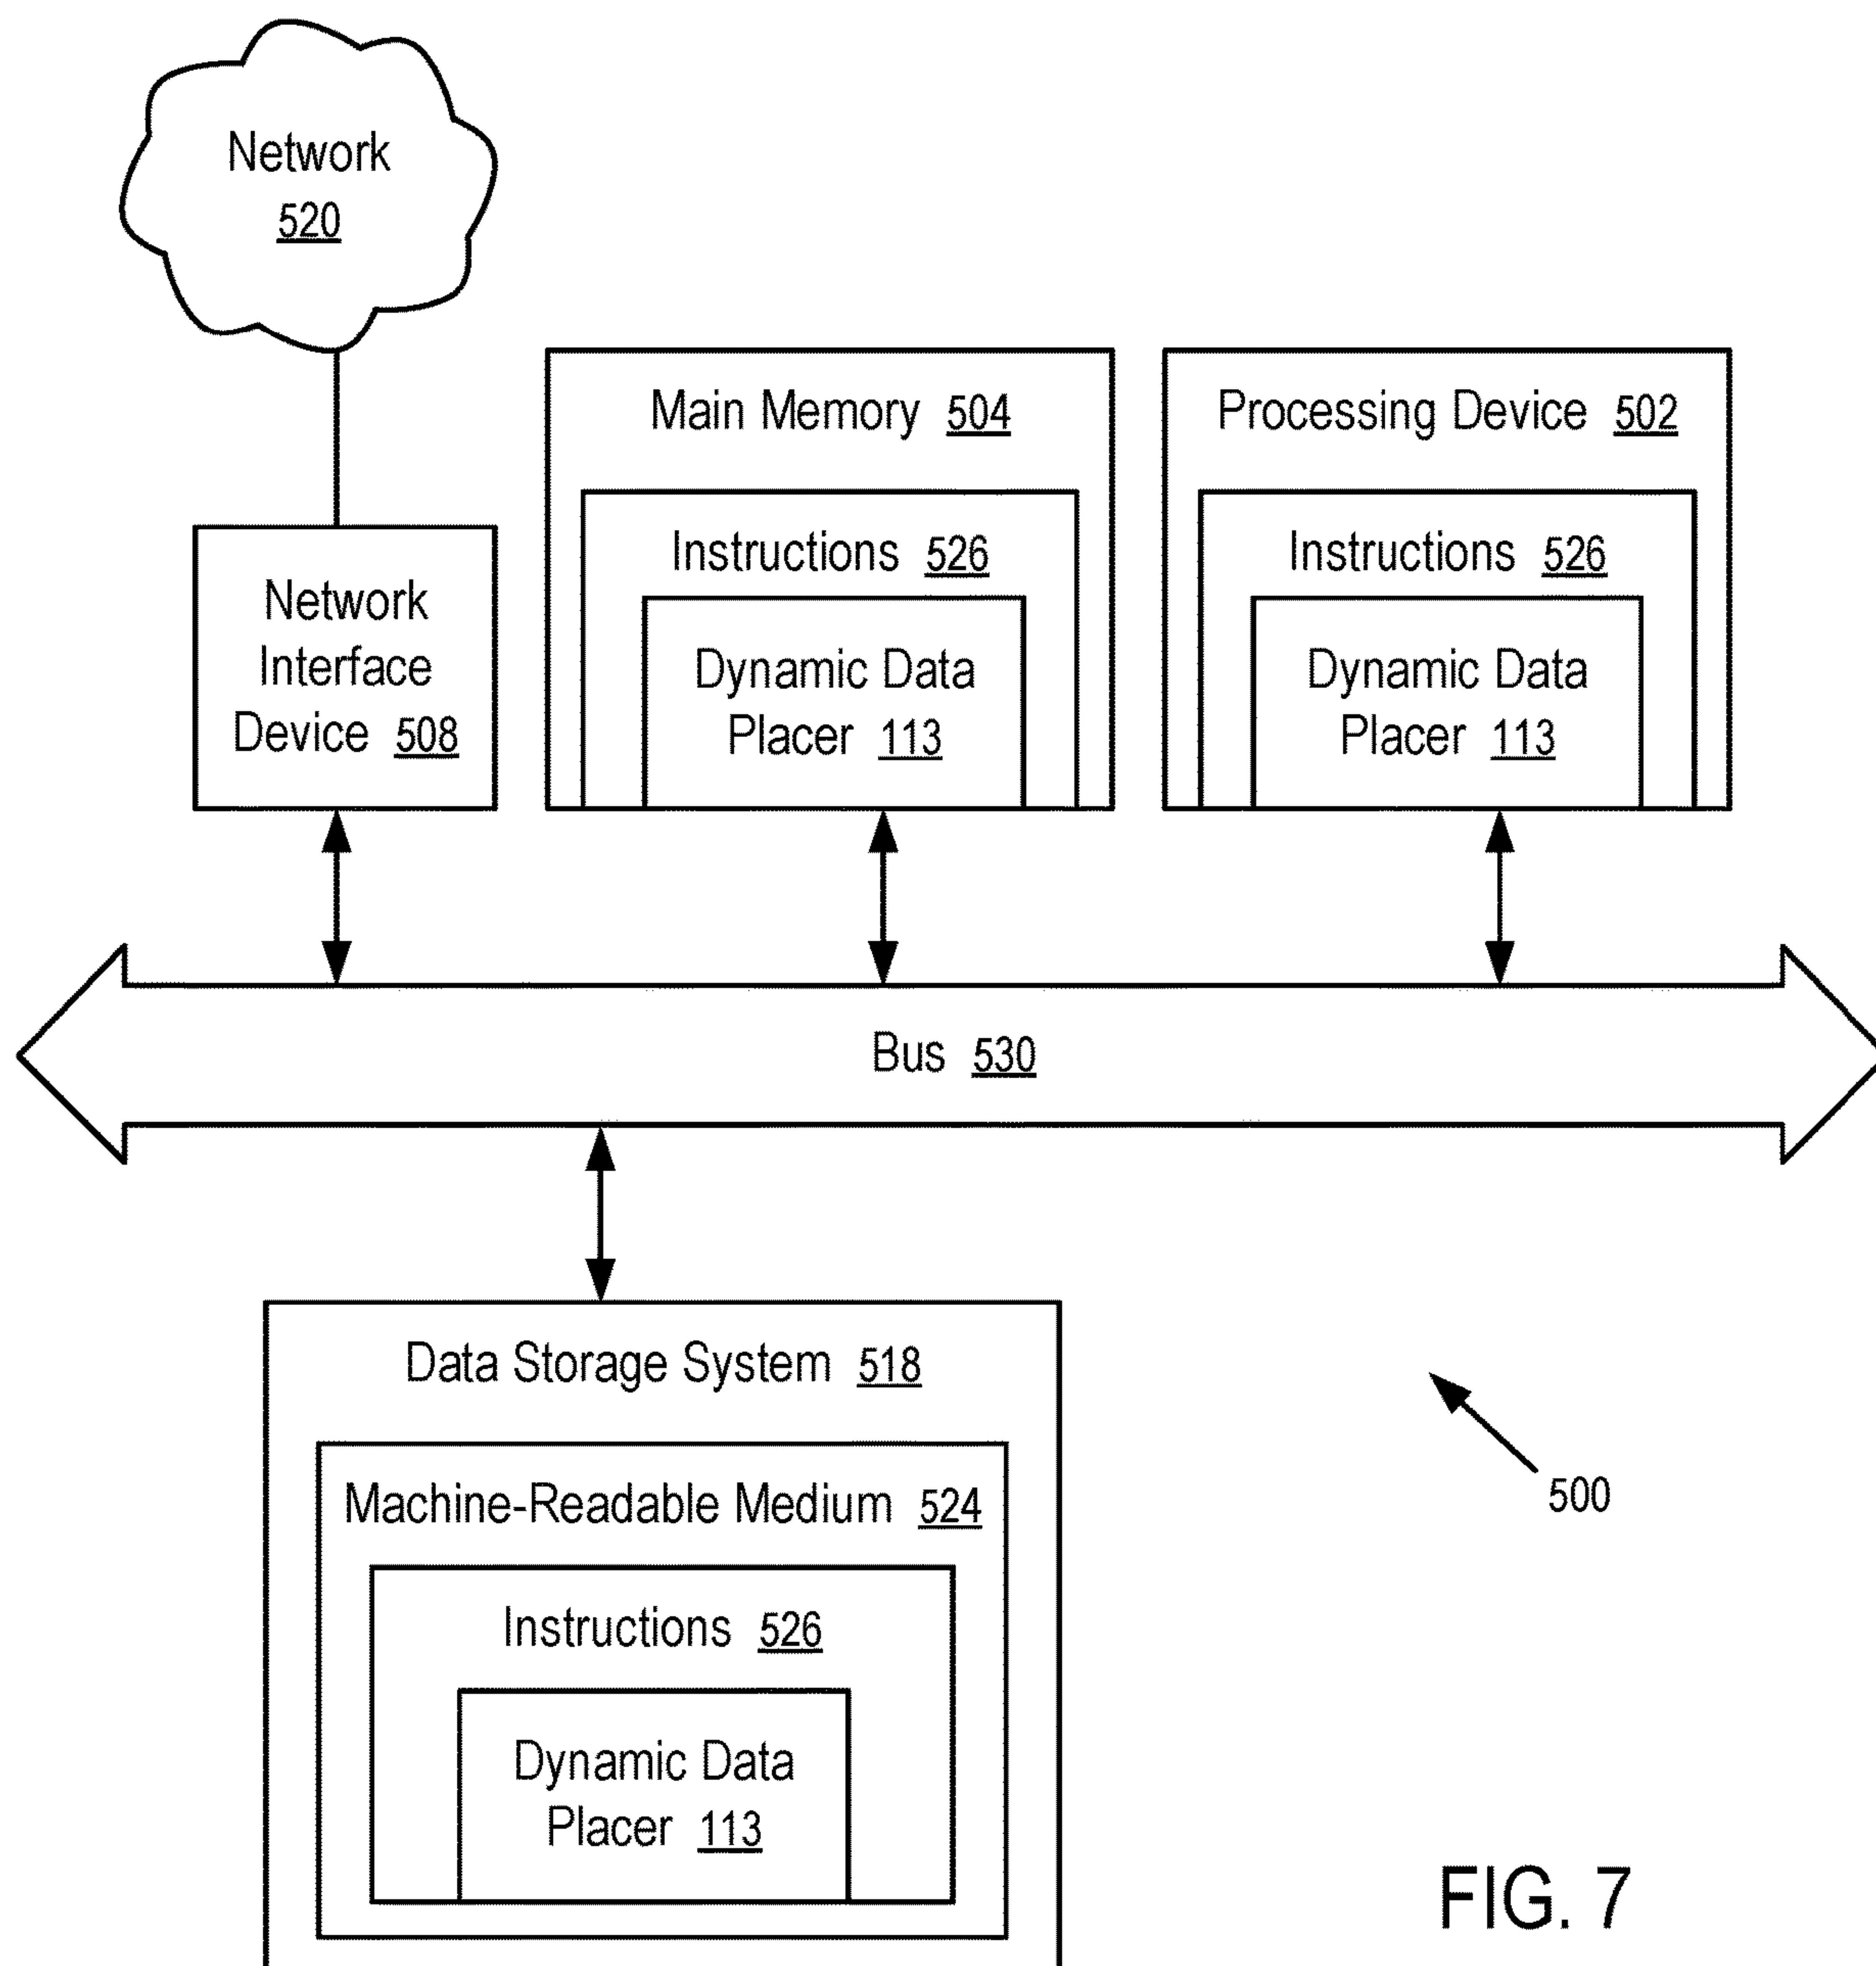 Network
520
Main Memory 504
Processing Device 502
Instructions 526
Instructions 526
Network
Interface
Device 508
Dynamic Data
Placer 113
Dynamic Data
Placer 113
Bus 530
Data Storage System 518
Machine-Readable Medium 524
Instructions 526
Dynamic Data
Placer 113
500
FIG. 7